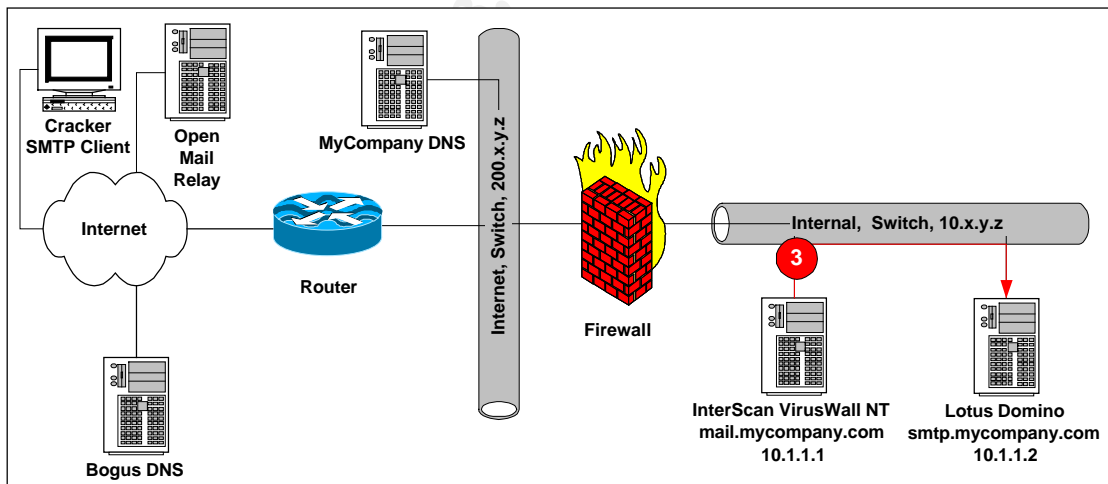 Cracker
SMTP Client
Open
Mail
Relay
MyCompany DNS
Internet, Switch, 200.x.y.z
Internet
Router
Firewall
Internal, Switch, 10.x.y.z
3
InterScan VirusWall NT
mail.mycompany.com
10.1.1.1
Lotus Domino
smtp.mycompany.com
10.1.1.2
Bogus DNS